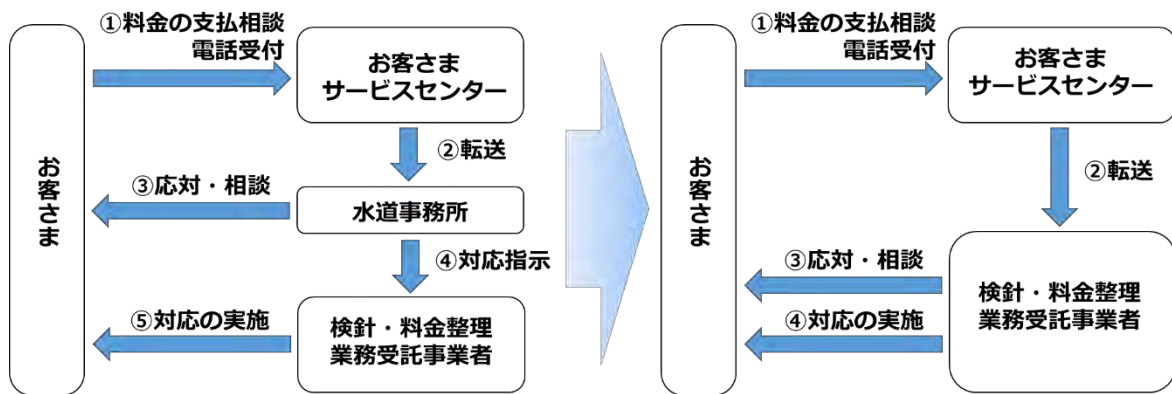 ①料金の支払相談
電話受付
お客さま
サービスセンター
②転送
お客さま
③応対・相談
水道事務所
④対応指示
⑤対応の実施
検針・料金整理
業務受託事業者
①料金の支払相談
電話受付
お客さま
サービスセンター
②転送
お客さま
③応対・相談
④対応の実施
検針・料金整理
業務受託事業者